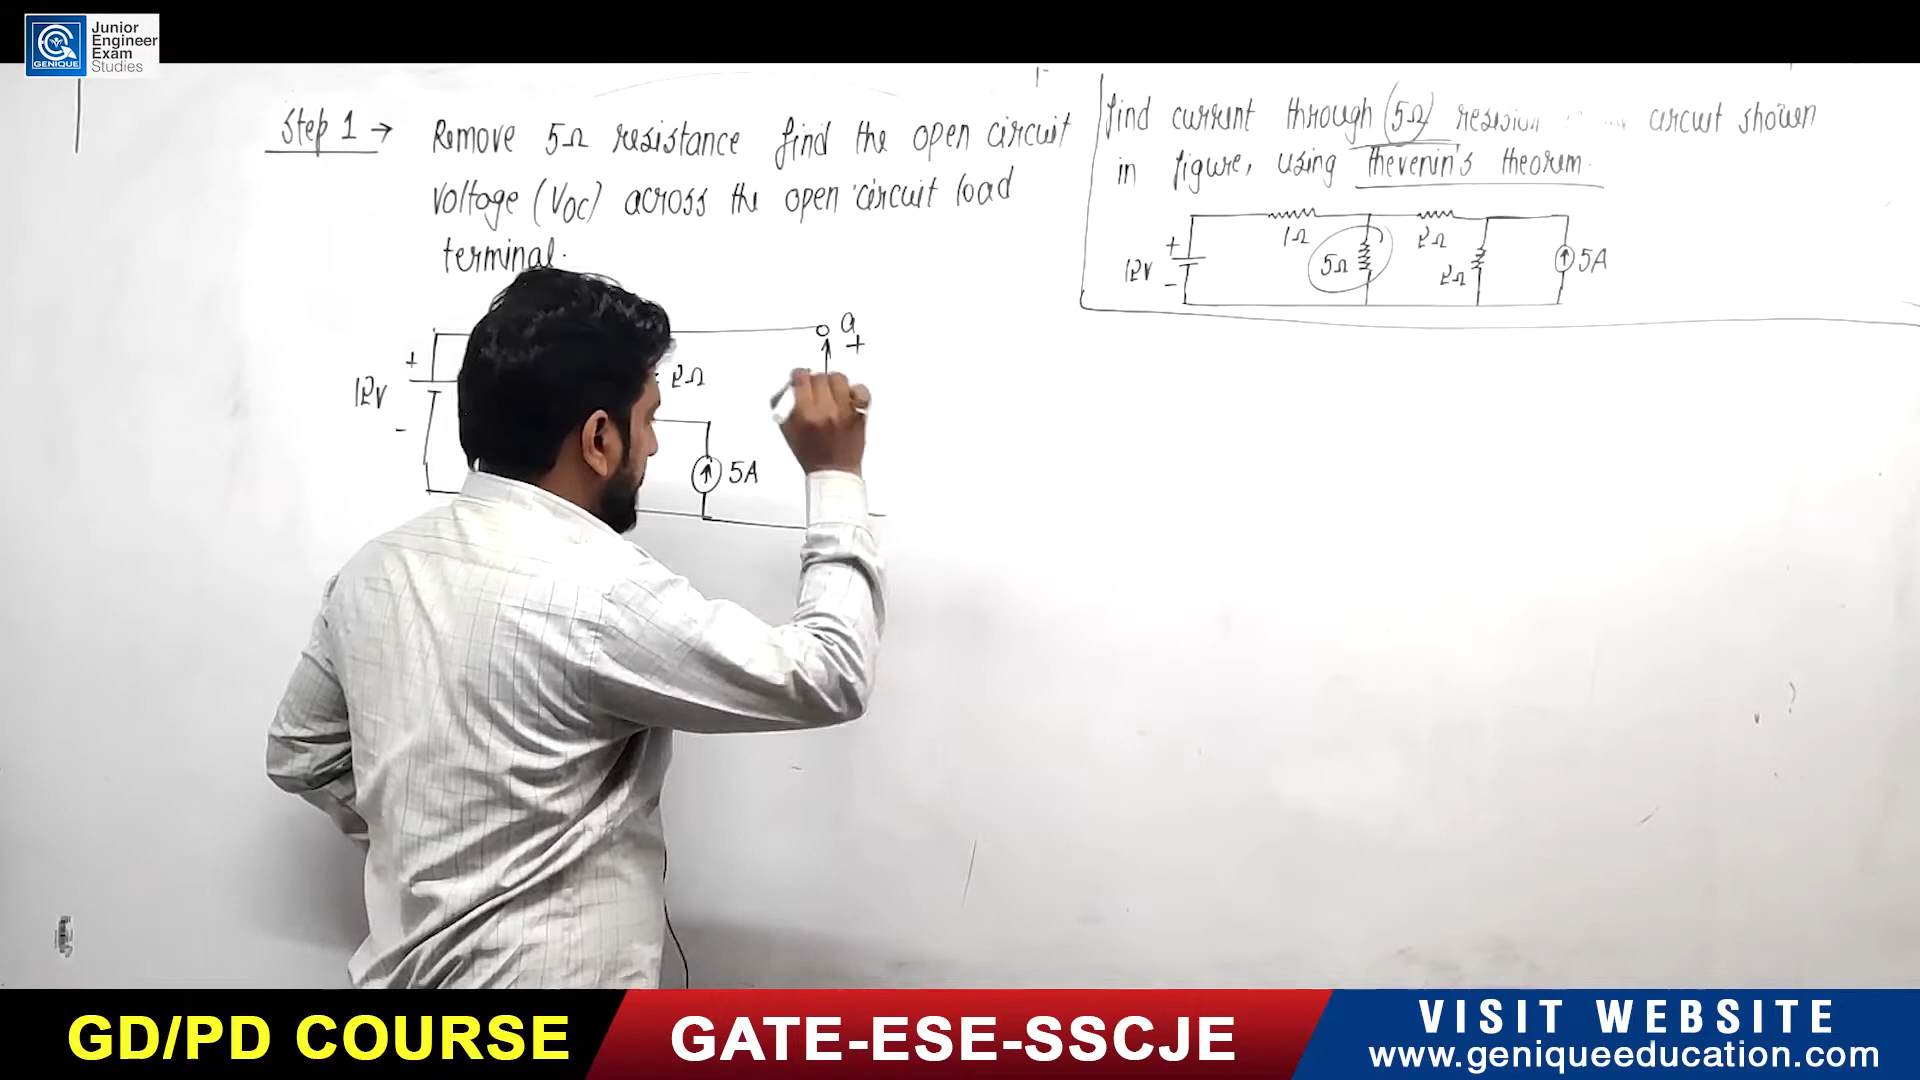 Junior
Engineer
Exam
Studies
GENIQUE
Step 1 → Remove 5Ω resistance find the open circuit
voltage (VOC) across the open circuit load
terminal.
12V
+
-
2Ω
5A
a
+
find current through (5Ω) circuit shown
in figure, using thevenin's theorem.
12V
+
-
1Ω
5Ω
2Ω
2Ω
5A
GD/PD COURSE
GATE-ESE-SSCJE
VISIT WEBSITE
www.geniqueeducation.com